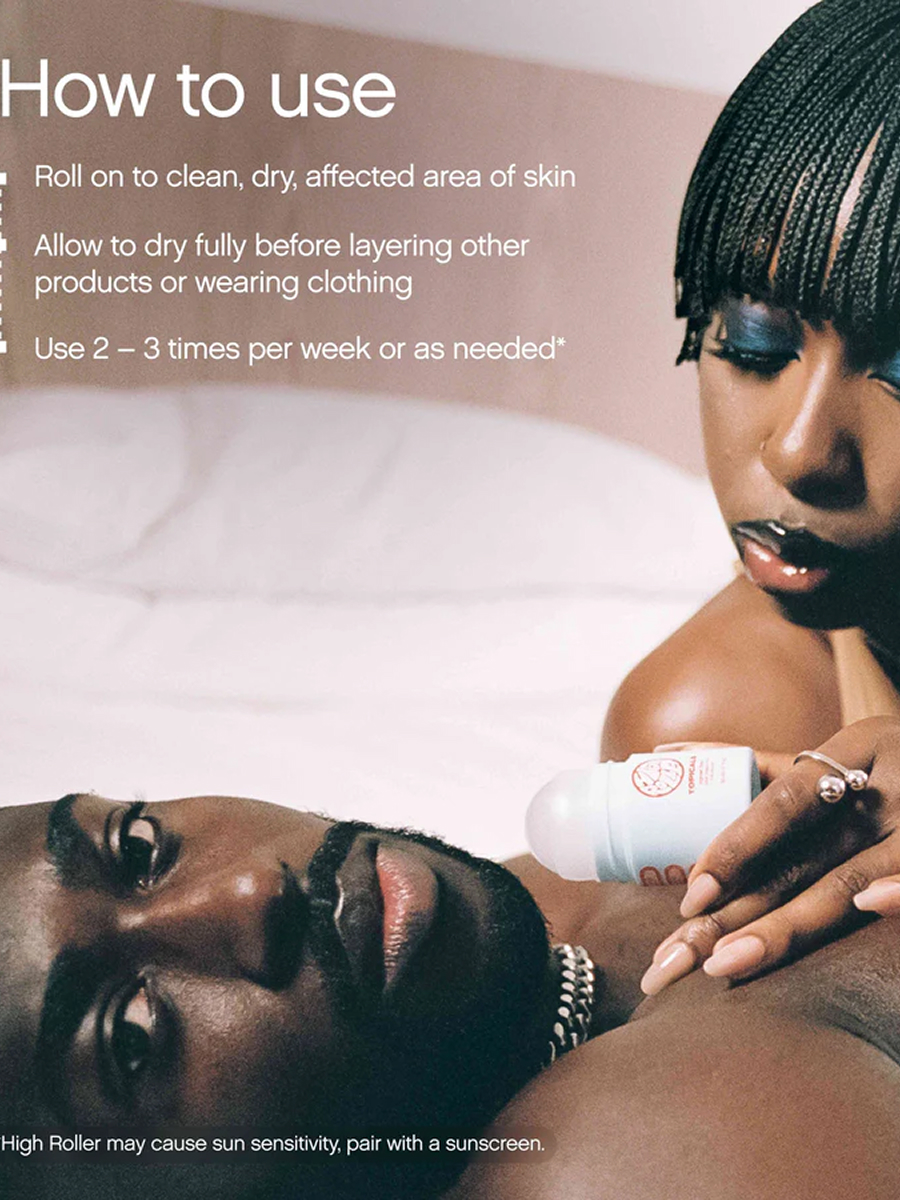 How to use
Roll on to clean, dry, affected area of skin
Allow to dry fully before layering other
products or wearing clothing
Use 2 – 3 times per week or as needed*
TOPICALS
*High Roller may cause sun sensitivity, pair with a sunscreen.